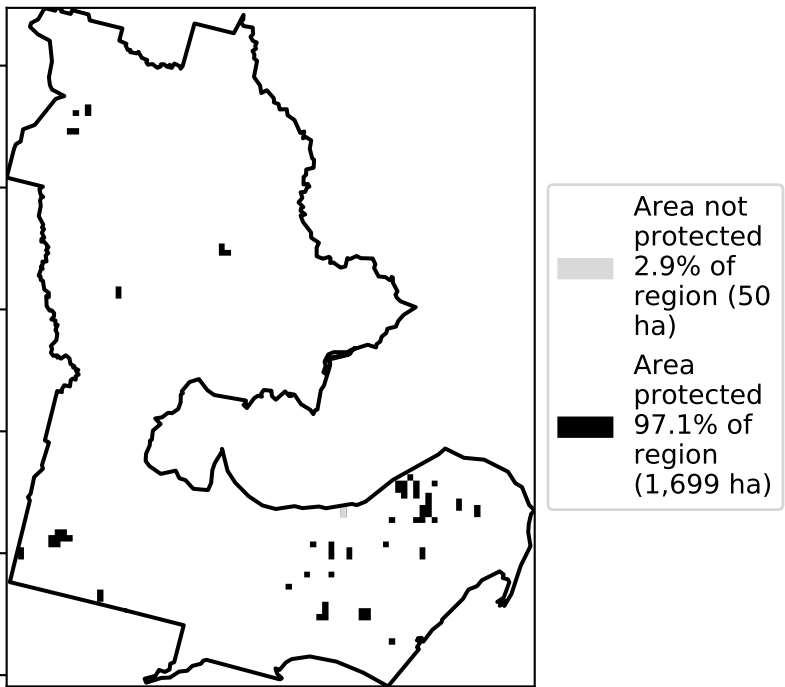 Area not
protected
2.9% of
region (50
ha)
Area
protected
97.1% of
region
(1,699 ha)